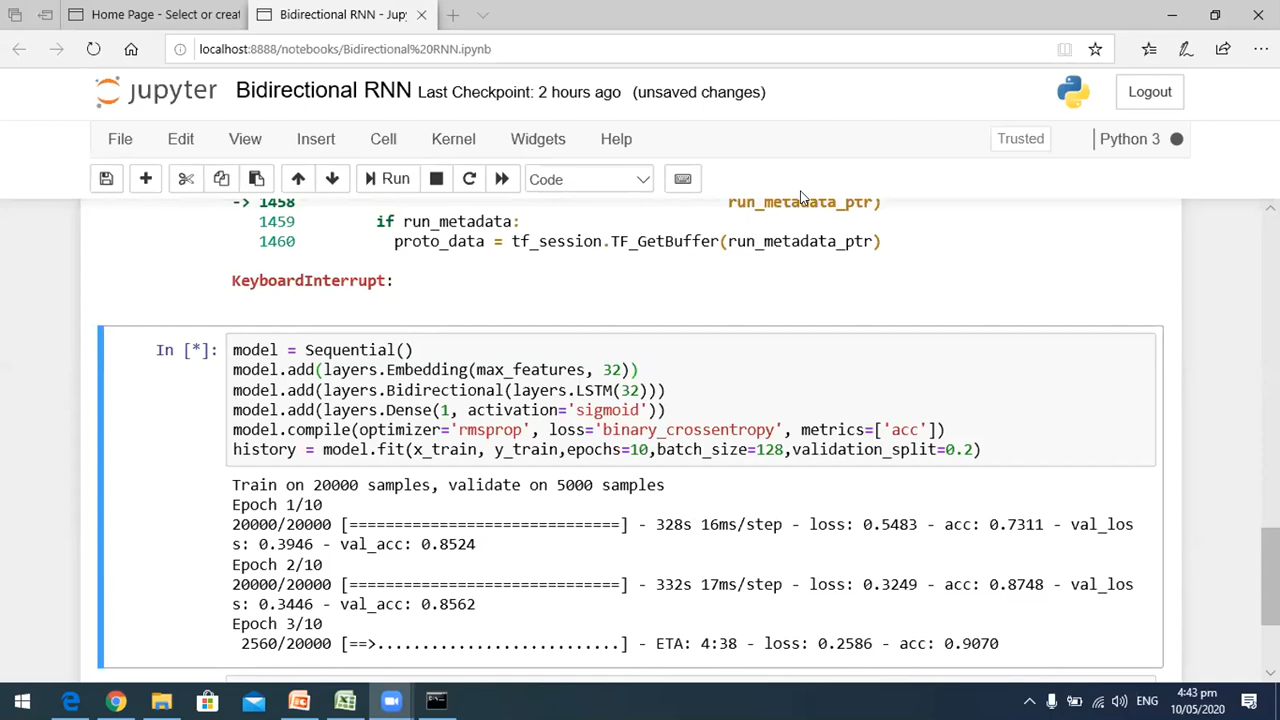 Home Page - Select or creat
Bidirectional RNN - Jup
localhost:8888/notebooks/Bidirectional%20RNN.ipynb
jupyter Bidirectional RNN Last Checkpoint: 2 hours ago (unsaved changes)
Logout
File Edit View Insert Cell Kernel Widgets Help Trusted Python 3
Run Code
-> 1458 run_metadata_ptr)
1459 if run_metadata:
1460 proto_data = tf_session.TF_GetBuffer(run_metadata_ptr)
KeyboardInterrupt:
In [*]: model = Sequential()
model.add(layers.Embedding(max_features, 32))
model.add(layers.Bidirectional(layers.LSTM(32)))
model.add(layers.Dense(1, activation='sigmoid'))
model.compile(optimizer='rmsprop', loss='binary_crossentropy', metrics=['acc'])
history = model.fit(x_train, y_train,epochs=10,batch_size=128,validation_split=0.2)
Train on 20000 samples, validate on 5000 samples
Epoch 1/10
20000/20000 [==============================] - 328s 16ms/step - loss: 0.5483 - acc: 0.7311 - val_los
s: 0.3946 - val_acc: 0.8524
Epoch 2/10
20000/20000 [==============================] - 332s 17ms/step - loss: 0.3249 - acc: 0.8748 - val_los
s: 0.3446 - val_acc: 0.8562
Epoch 3/10
2560/20000 [==>...........................] - ETA: 4:38 - loss: 0.2586 - acc: 0.9070
ENG
4:43 pm
10/05/2020